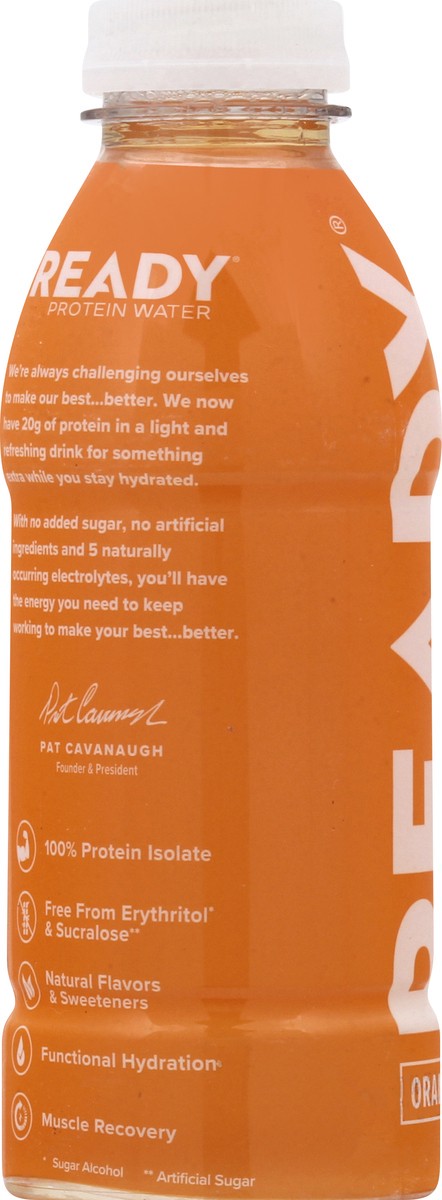 READY®
PROTEIN WATER
We're always challenging ourselves
to make our best...better. We now
have 20g of protein in a light and
refreshing drink for something
extra while you stay hydrated.
With no added sugar, no artificial
ingredients and 5 naturally
occurring electrolytes, you'll have
the energy you need to keep
working to make your best...better.
Pat Cavanaugh
PAT CAVANAUGH
Founder & President
100% Protein Isolate
Free From Erythritol*
& Sucralose**
Natural Flavors
& Sweeteners
Functional Hydration
Muscle Recovery
* Sugar Alcohol ** Artificial Sugar
READY®
ORA